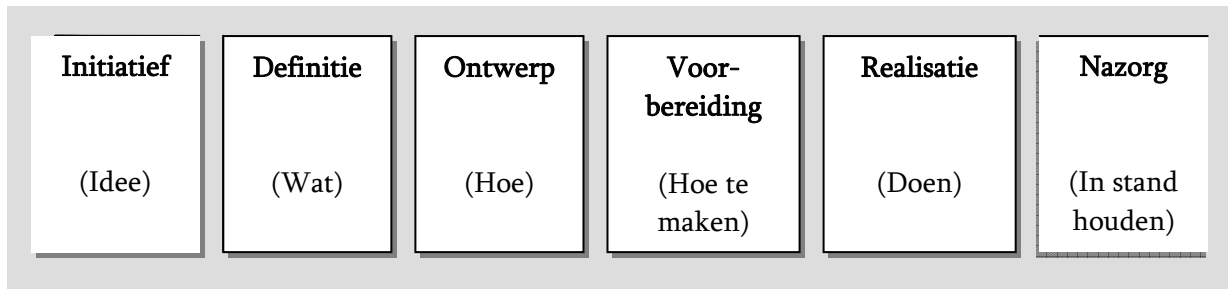 Initiatief
(Idee)
Definitie
(Wat)
Ontwerp
(Hoe)
Voor-
bereiding
(Hoe te
maken)
Realisatie
(Doen)
Nazorg
(In stand
houden)